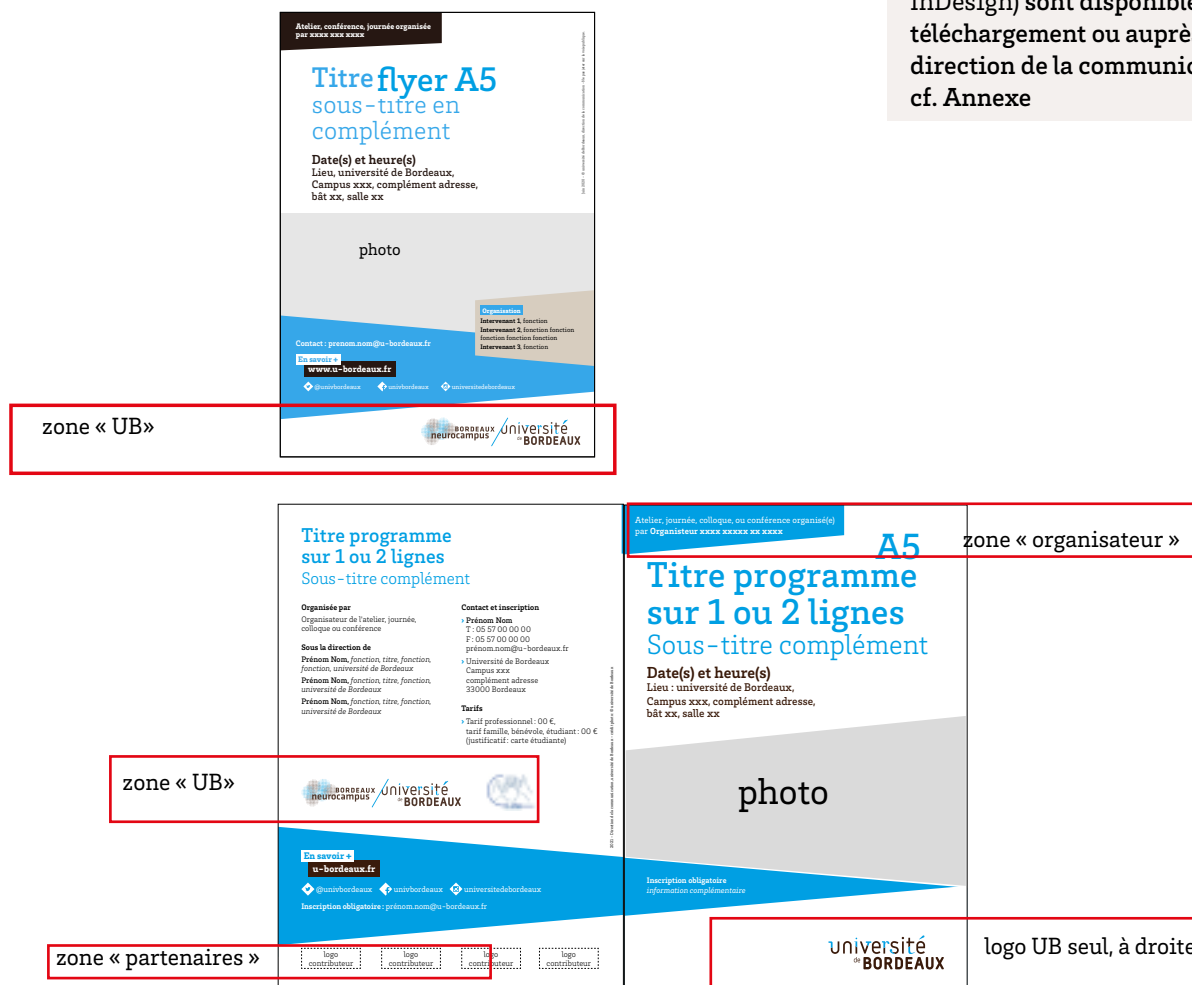 InDesign) sont disponible
téléchargement ou auprès
direction de la communic
cf. Annexe
Atelier, conférence, journée organisée
par xxxx xxx xxxx
Titre flyer A5
sous-titre en
complément
Date(s) et heure(s)
Lieu, université de Bordeaux,
Campus xxx, complément adresse,
bât xx, salle xx
photo
Organisation
Intervenant 1, fonction
Intervenant 2, fonction fonction
fonction fonction fonction
Intervenant 3, fonction
Contact : prenom.nom@u-bordeaux.fr
En savoir +
www.u-bordeaux.fr
@univbordeaux univbordeaux universitedebordeaux
zone « UB»
BORDEAUX
neurocampus
université
de BORDEAUX
Titre programme
sur 1 ou 2 lignes
Sous-titre complément
Organisée par
Organisateur de l'atelier, journée,
colloque ou conférence
Sous la direction de
Prénom Nom, fonction, titre, fonction,
fonction, université de Bordeaux
Prénom Nom, fonction, titre, fonction,
université de Bordeaux
Prénom Nom, fonction, titre, fonction,
université de Bordeaux
Contact et inscription
› Prénom Nom
T : 05 57 00 00 00
F : 05 57 00 00 00
prénom.nom@u-bordeaux.fr
› Université de Bordeaux
Campus xxx
complément adresse
33000 Bordeaux
Tarifs
› Tarif professionnel : 00 €,
tarif famille, bénévole, étudiant : 00 €
(justificatif : carte étudiante)
zone « UB»
BORDEAUX
neurocampus
université
de BORDEAUX
En savoir +
u-bordeaux.fr
@univbordeaux univbordeaux universitedebordeaux
Inscription obligatoire : prénom.nom@u-bordeaux.fr
zone « partenaires »
logo
contributeur
logo
contributeur
logo
contributeur
logo
contributeur
Atelier, journée, colloque, ou conférence organisé(e)
par Organisteur xxxx xxxxx xx xxxx
zone « organisateur »
A5
Titre programme
sur 1 ou 2 lignes
Sous-titre complément
Date(s) et heure(s)
Lieu : université de Bordeaux,
Campus xxx, complément adresse,
bât xx, salle xx
photo
Inscription obligatoire
information complémentaire
université
de BORDEAUX
logo UB seul, à droite